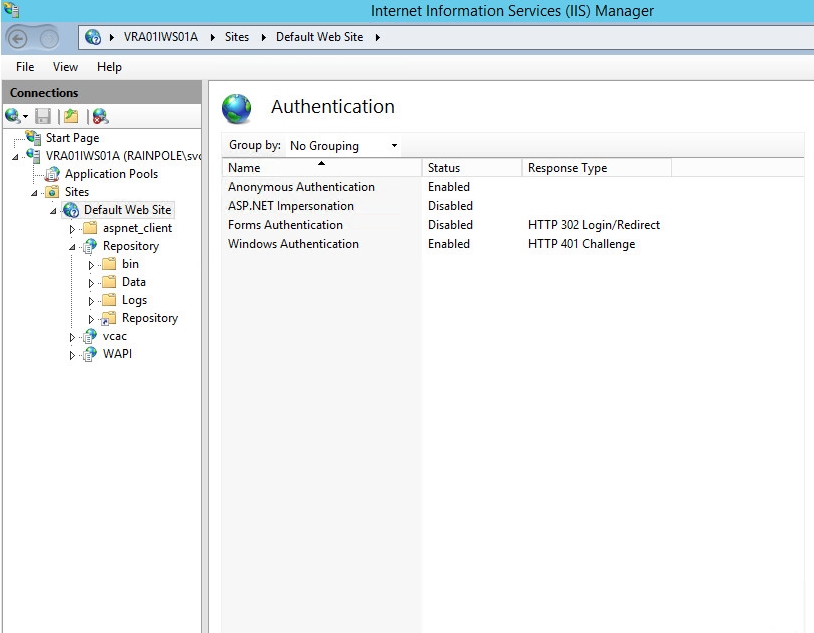 Internet Information Services (IIS) Manager
VRA01IWS01A Sites Default Web Site
File View Help
Connections
Start Page
VRA01IWS01A (RAINPOLE\svc
Application Pools
Sites
Default Web Site
aspnet_client
Repository
bin
Data
Logs
Repository
vcac
WAPI
Authentication
Group by: No Grouping
Name Status Response Type
Anonymous Authentication Enabled
ASP.NET Impersonation Disabled
Forms Authentication Disabled HTTP 302 Login/Redirect
Windows Authentication Enabled HTTP 401 Challenge